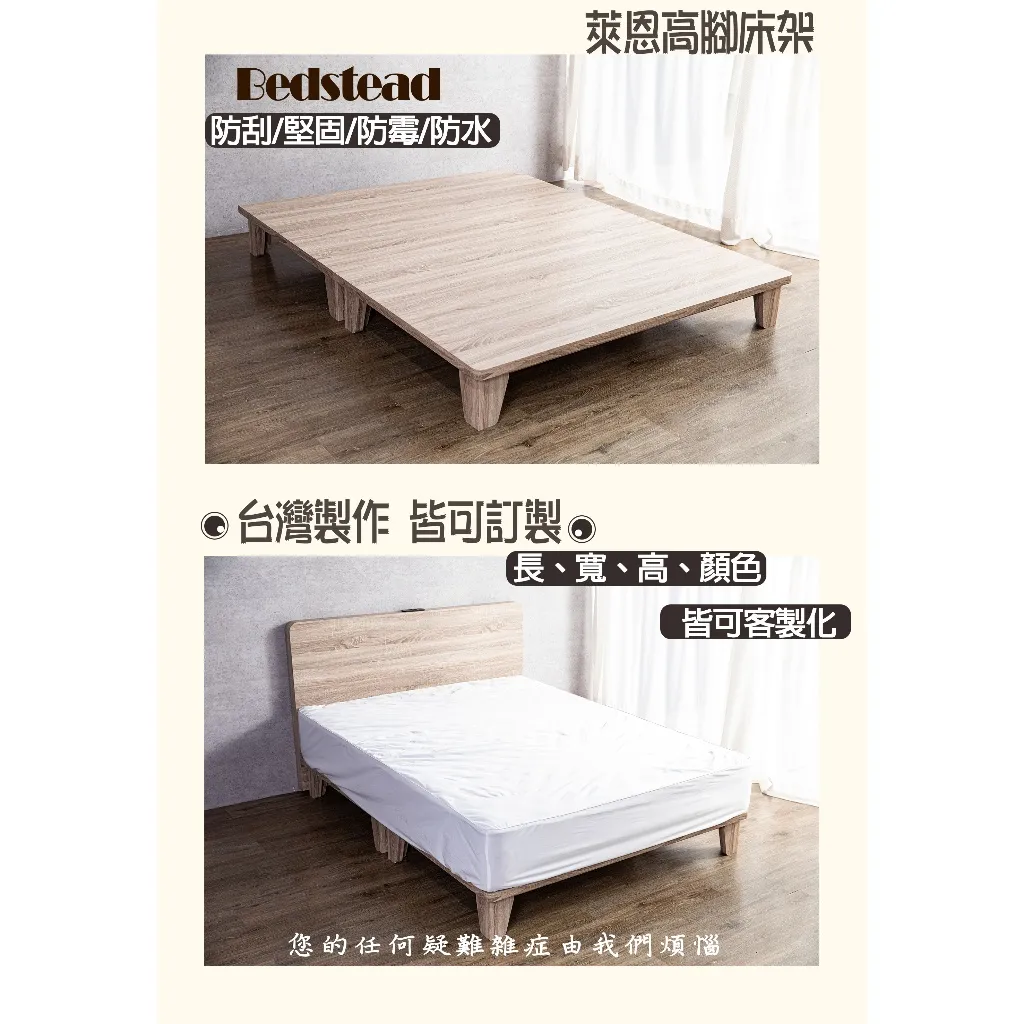 萊恩高腳床架
Bedstead
防刮/堅固/防霉/防水
台灣製作 皆可訂製
長、寬、高、顏色
皆可客製化
您的任何疑難雜症由我們煩惱